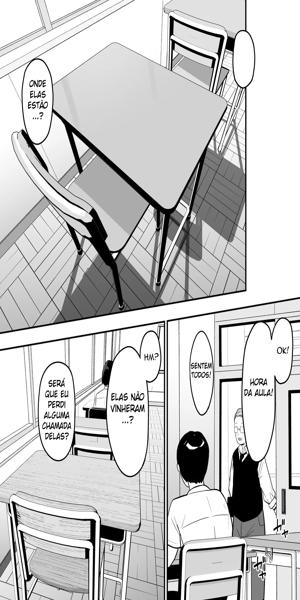 ONDE
ELAS
ESTÃO
...?
OK!
HORA
DA AULA!
SENTEM
TODOS!
HM?
ELAS NÃO
VINHERAM
...?
SERÁ
QUE EU
PERDI
ALGUMA
CHAMADA
DELAS?